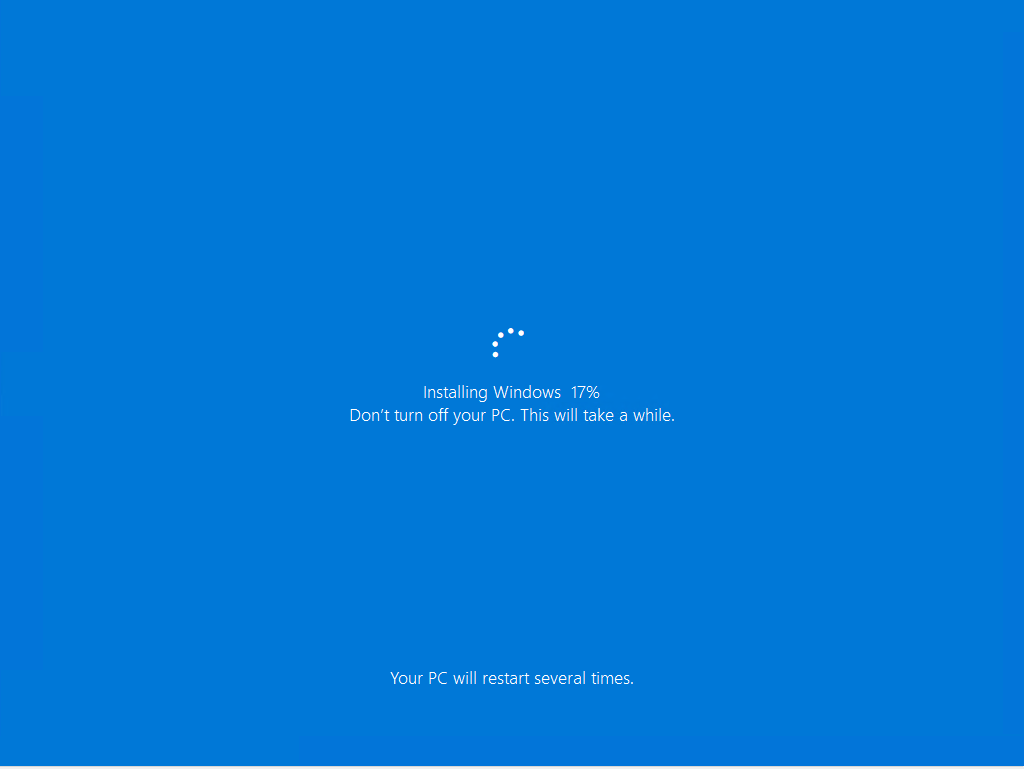 Installing Windows  17%
Don’t turn off your PC. This will take a while.
Your PC will restart several times.